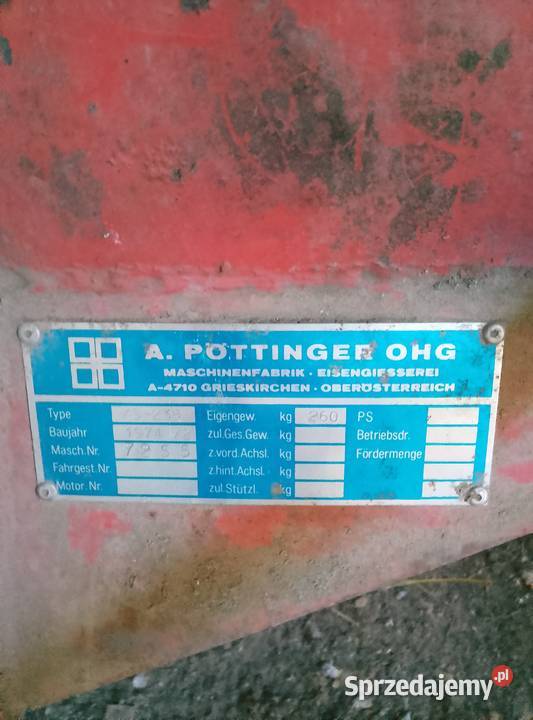 A. PÖTTINGER OHG
MASCHINENFABRIK · EISENGIESSEREI
A-4710 GRIESKIRCHEN · OBERÖSTERREICH
Type Eigengew. kg 260 PS
Baujahr zul.Ges.Gew. kg Betriebsdr.
Masch.Nr. 7255 z.vord.Achsl. kg Fördermenge
Fahrgest.Nr. z.hint.Achsl. kg
Motor.Nr. zul.Stützl. kg
Sprzedajemy.pl